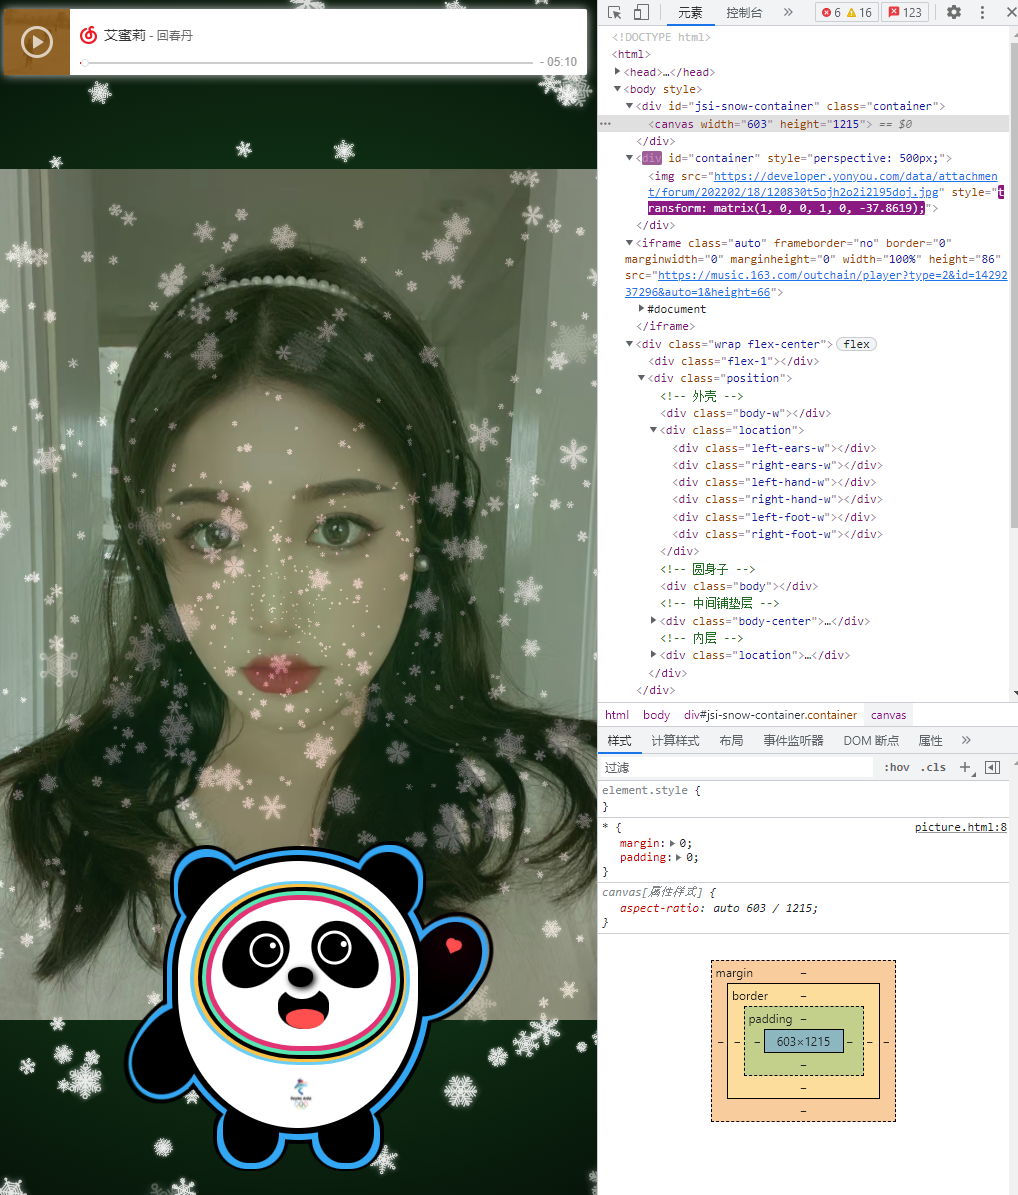 艾蜜莉 - 回春丹
- 05:10
元素 控制台 » 6 16 123
<!DOCTYPE html>
<html>
<head>…</head>
<body style>
<div id="jsi-snow-container" class="container">
<canvas width="603" height="1215"> == $0
</div>
<div id="container" style="perspective: 500px;">
<img src="https://developer.yonyou.com/data/attachmen
t/forum/202202/18/120830t5ojh2o2i2l95doj.jpg" style="t
ransform: matrix(1, 0, 0, 1, 0, -37.8619);">
</div>
<iframe class="auto" frameborder="no" border="0"
marginwidth="0" marginheight="0" width="100%" height="86"
src="https://music.163.com/outchain/player?type=2&id=14292
37296&auto=1&height=66">
#document
</iframe>
<div class="wrap flex-center"> flex
<div class="flex-1"></div>
<div class="position">
<!-- 外壳 -->
<div class="body-w"></div>
<div class="location">
<div class="left-ears-w"></div>
<div class="right-ears-w"></div>
<div class="left-hand-w"></div>
<div class="right-hand-w"></div>
<div class="left-foot-w"></div>
<div class="right-foot-w"></div>
</div>
<!-- 圆身子 -->
<div class="body"></div>
<!-- 中间铺垫层 -->
<div class="body-center">…</div>
<!-- 内层 -->
<div class="location">…</div>
</div>
</div>
html body div#jsi-snow-container.container canvas
样式 计算样式 布局 事件监听器 DOM 断点 属性 »
过滤 :hov .cls +
element.style {
}
* { picture.html:8
margin: 0;
padding: 0;
}
canvas[属性样式] {
aspect-ratio: auto 603 / 1215;
}
margin –
border –
padding –
– – – 603×1215 – – –
–
–
–